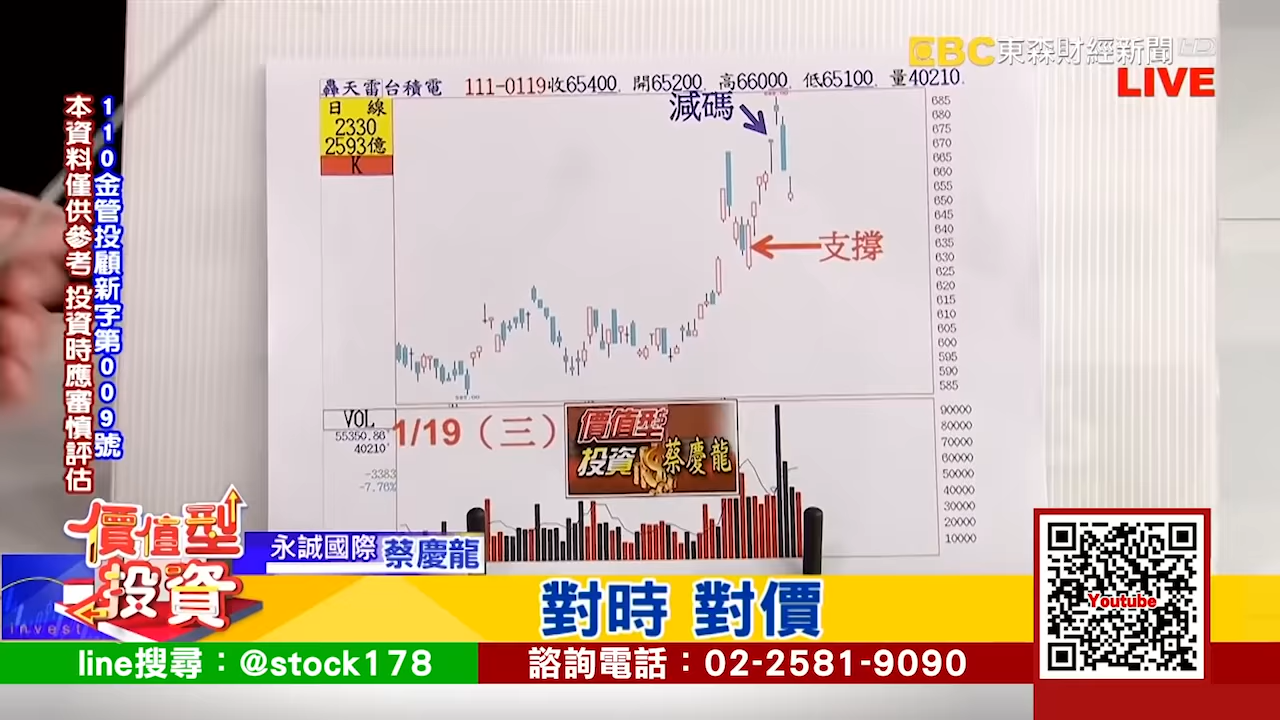 EBC 東森財經新聞 HD
LIVE
轟天雷台積電 111-0119收65400. 開65200. 高66000. 低65100. 量40210.
日 線
2330
2593億
K
減碼
支撐
685
680
675
670
665
660
655
650
645
640
635
630
625
620
615
610
605
600
595
590
585
VOL
55350.86
40210
-3383
-7.76%
1/19（三）
價值型
投資
蔡慶龍
90000
80000
70000
60000
50000
40000
30000
20000
10000
110金管投顧新字第009號
本資料僅供參考 投資時應審慎評估
價值型
投資
invest
永誠國際 蔡慶龍
對時 對價
Youtube
line搜尋：@stock178
諮詢電話：02-2581-9090